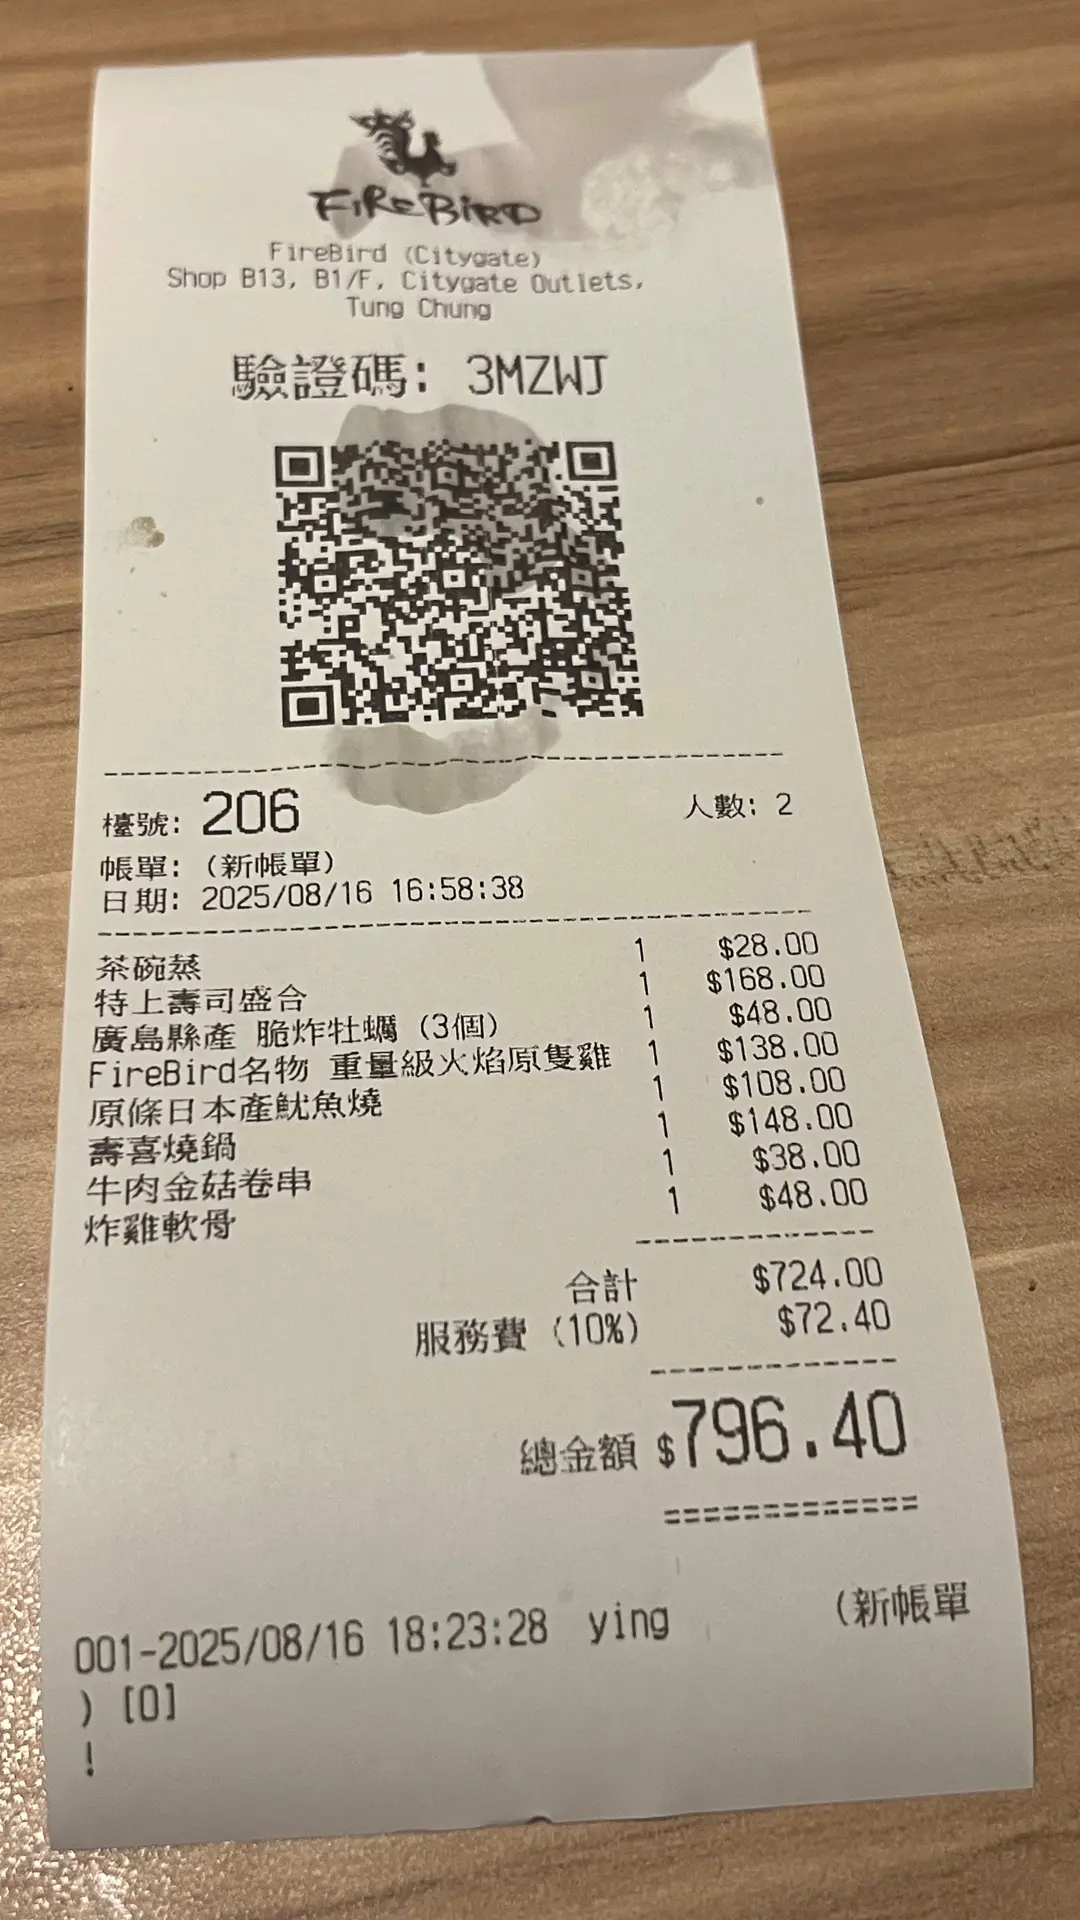 FIREBIRD
FireBird (Citygate)
Shop B13, B1/F, Citygate Outlets,
Tung Chung
驗證碼: 3MZWJ
檯號: 206 人數: 2
帳單: (新帳單)
日期: 2025/08/16 16:58:38
茶碗蒸 1 $28.00
特上壽司盛合 1 $168.00
廣島縣產 脆炸牡蠣 (3個) 1 $48.00
FireBird名物 重量級火焰原隻雞 1 $138.00
原條日本產魷魚燒 1 $108.00
壽喜燒鍋 1 $148.00
牛肉金菇卷串 1 $38.00
炸雞軟骨 1 $48.00
合計 $724.00
服務費 (10%) $72.40
總金額 $796.40
001-2025/08/16 18:23:28 ying (新帳單
) [0]
!